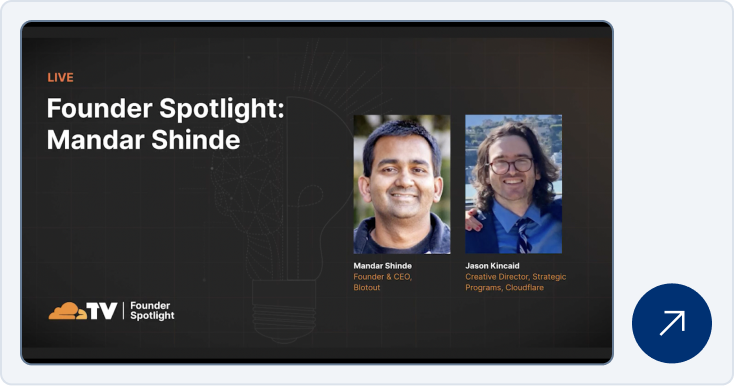 LIVE
Founder Spotlight:
Mandar Shinde
Mandar Shinde
Founder & CEO,
Blotout
Jason Kincaid
Creative Director, Strategic
Programs, Cloudflare
TV
Founder
Spotlight